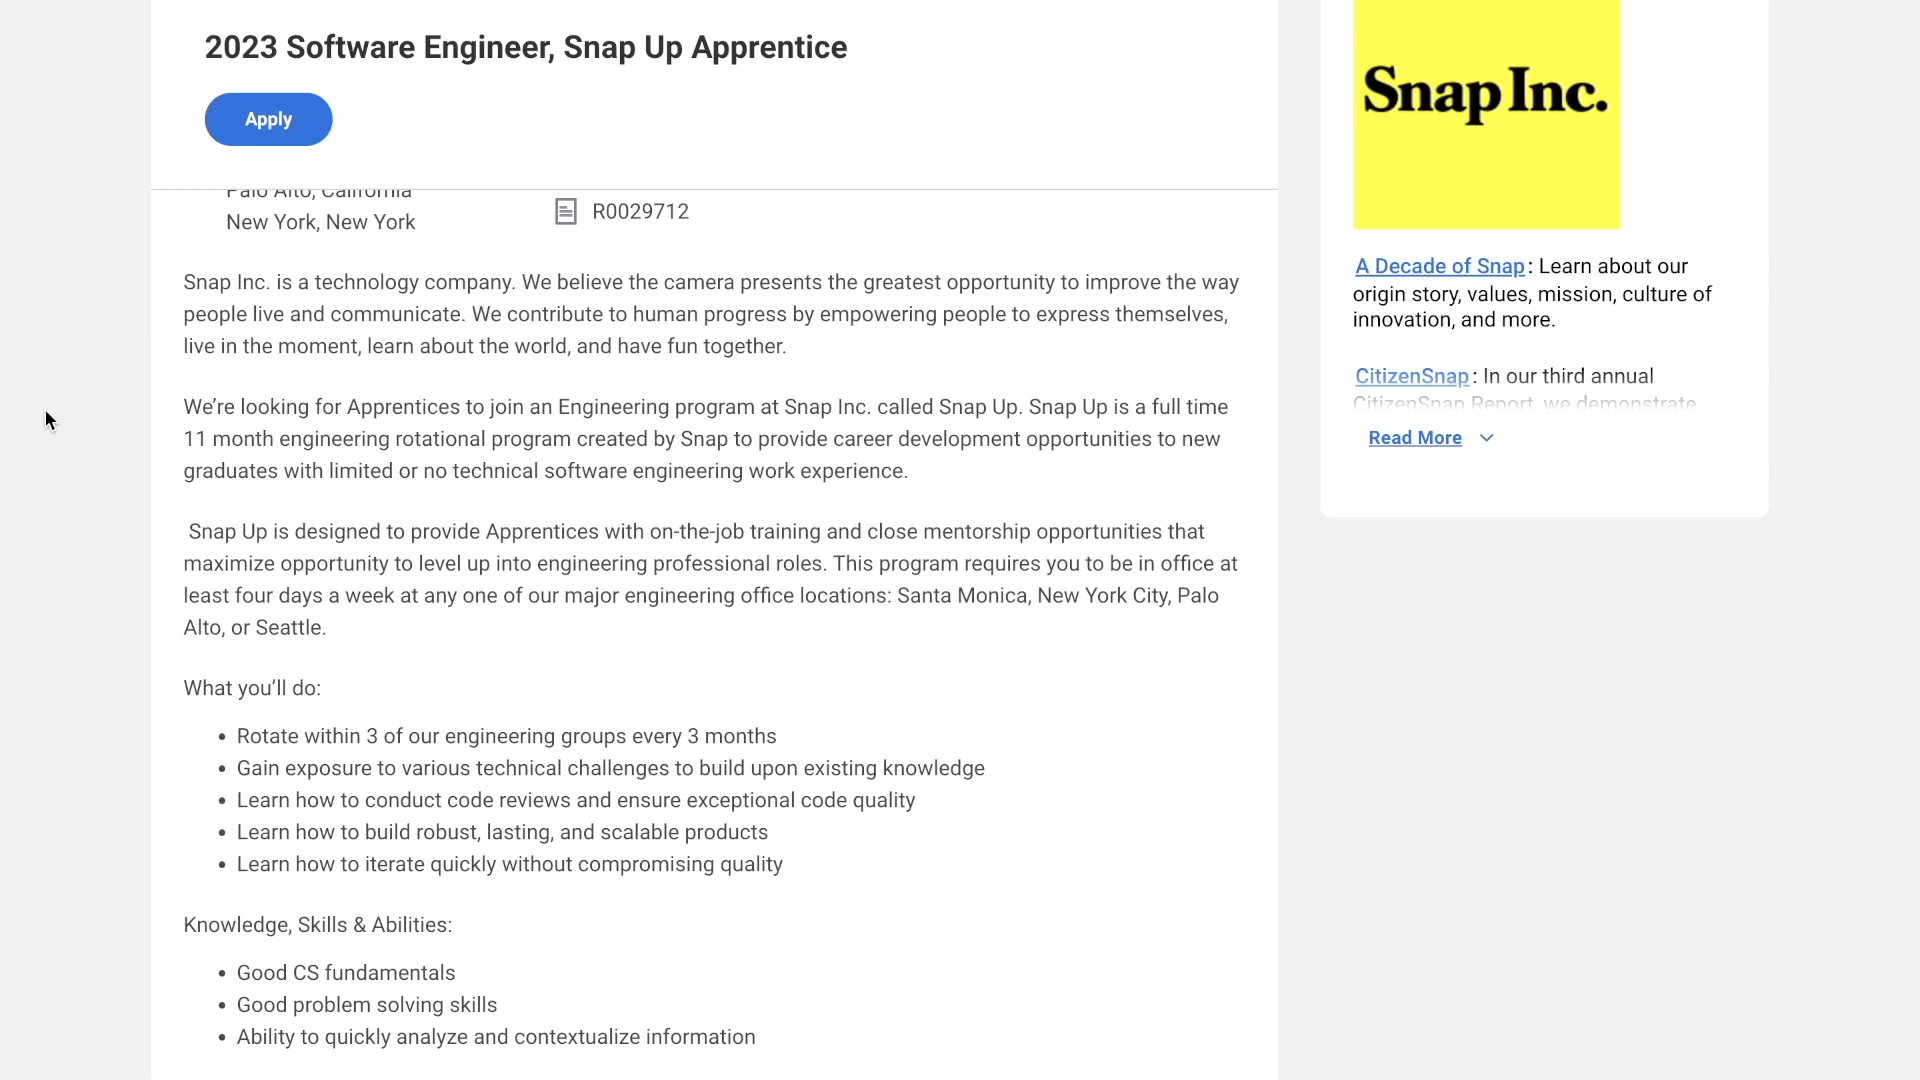 2023 Software Engineer, Snap Up Apprentice
Apply
Palo Alto, California
New York, New York
R0029712
Snap Inc. is a technology company. We believe the camera presents the greatest opportunity to improve the way
people live and communicate. We contribute to human progress by empowering people to express themselves,
live in the moment, learn about the world, and have fun together.
We’re looking for Apprentices to join an Engineering program at Snap Inc. called Snap Up. Snap Up is a full time
11 month engineering rotational program created by Snap to provide career development opportunities to new
graduates with limited or no technical software engineering work experience.
Snap Up is designed to provide Apprentices with on-the-job training and close mentorship opportunities that
maximize opportunity to level up into engineering professional roles. This program requires you to be in office at
least four days a week at any one of our major engineering office locations: Santa Monica, New York City, Palo
Alto, or Seattle.
What you’ll do:
• Rotate within 3 of our engineering groups every 3 months
• Gain exposure to various technical challenges to build upon existing knowledge
• Learn how to conduct code reviews and ensure exceptional code quality
• Learn how to build robust, lasting, and scalable products
• Learn how to iterate quickly without compromising quality
Knowledge, Skills & Abilities:
• Good CS fundamentals
• Good problem solving skills
• Ability to quickly analyze and contextualize information
Snap Inc.
A Decade of Snap: Learn about our
origin story, values, mission, culture of
innovation, and more.
CitizenSnap: In our third annual
CitizenSnap Report, we demonstrate
Read More